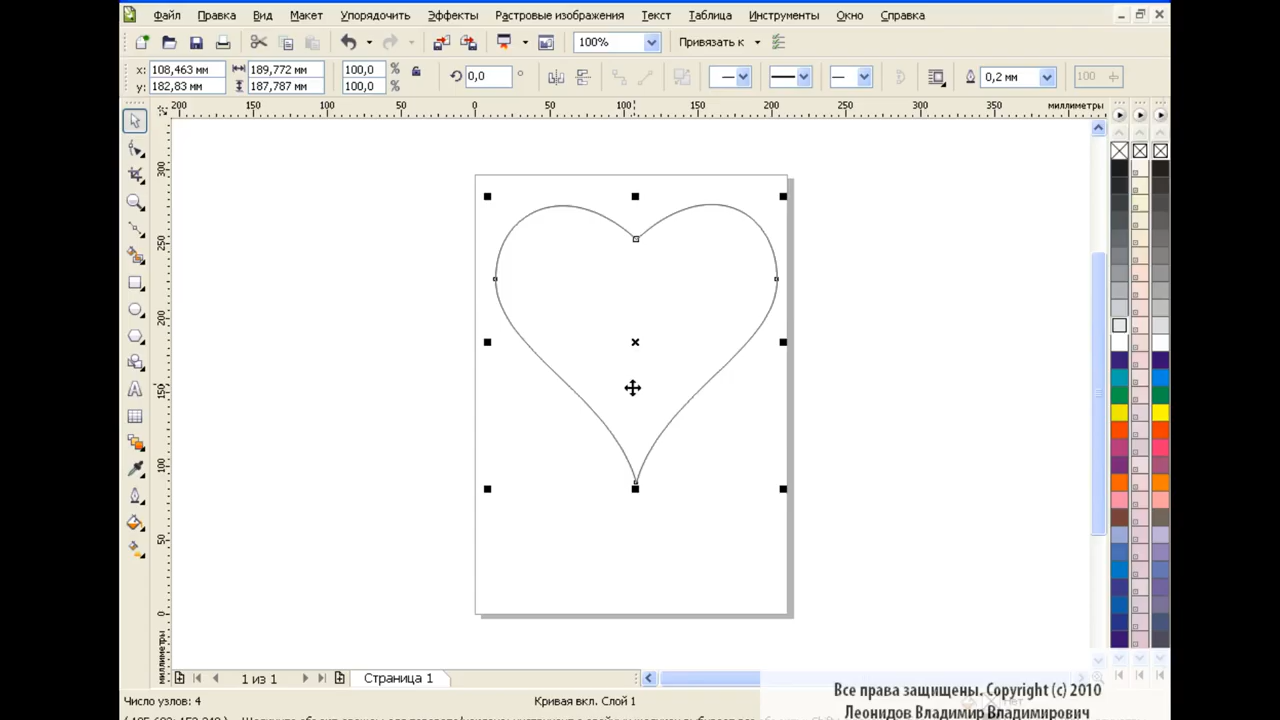 Файл Правка Вид Макет Упорядочить Эффекты Растровые изображения Текст Таблица Инструменты Окно Справка
100% Привязать к
x: 108,463 мм 189,772 мм 100,0 % 0,0 ° 0,2 мм 100
y: 182,83 мм 187,787 мм 100,0 %
200 150 100 50 0 50 100 150 200 250 300 350 миллиметры
300
250
200
150
100
50
0
миллиметры
1 из 1 Страница 1
Число узлов: 4 Кривая вкл. Слой 1
Все права защищены. Copyright (c) 2010
Леонидов Владимир Владимирович